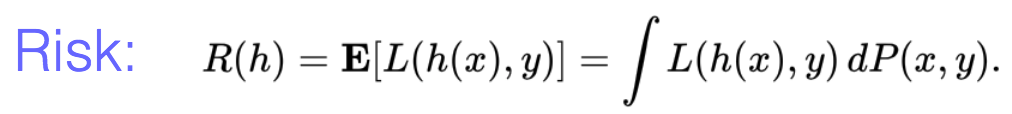 Risk: R(h) = E[L(h(x), y)] = ∫ L(h(x), y) dP(x, y).